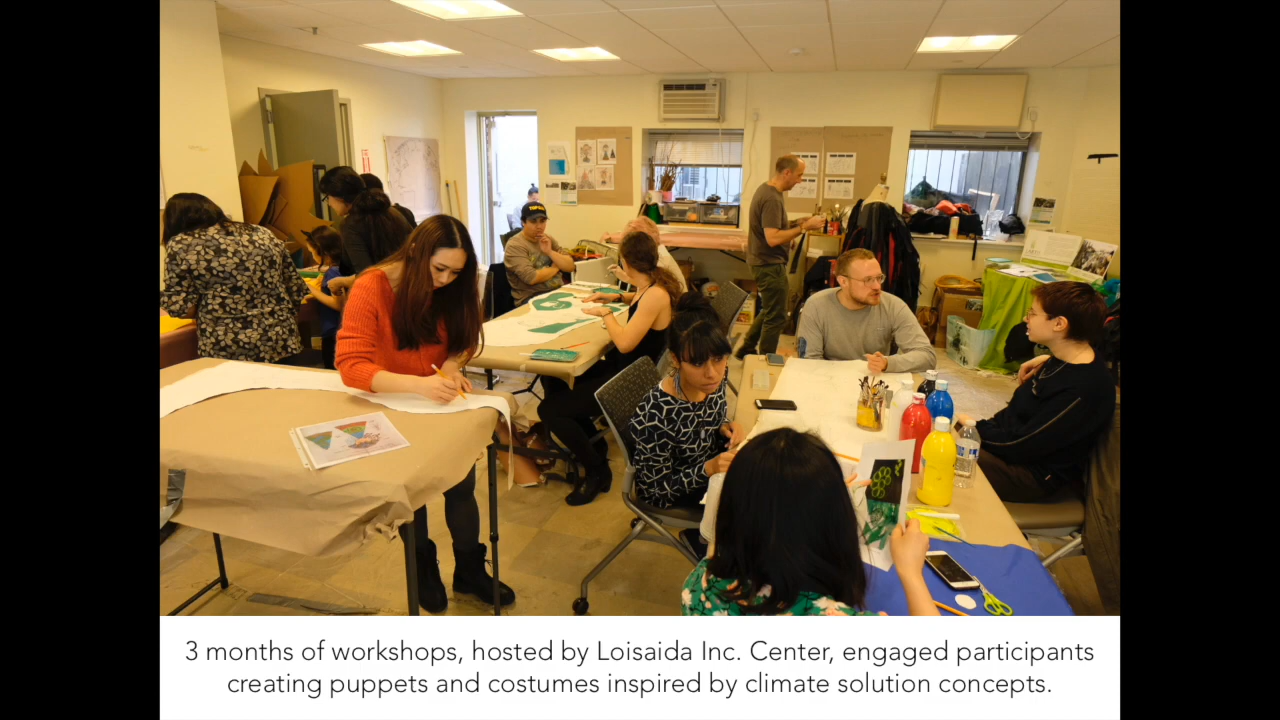 3 months of workshops, hosted by Loisaida Inc. Center, engaged participants
creating puppets and costumes inspired by climate solution concepts.